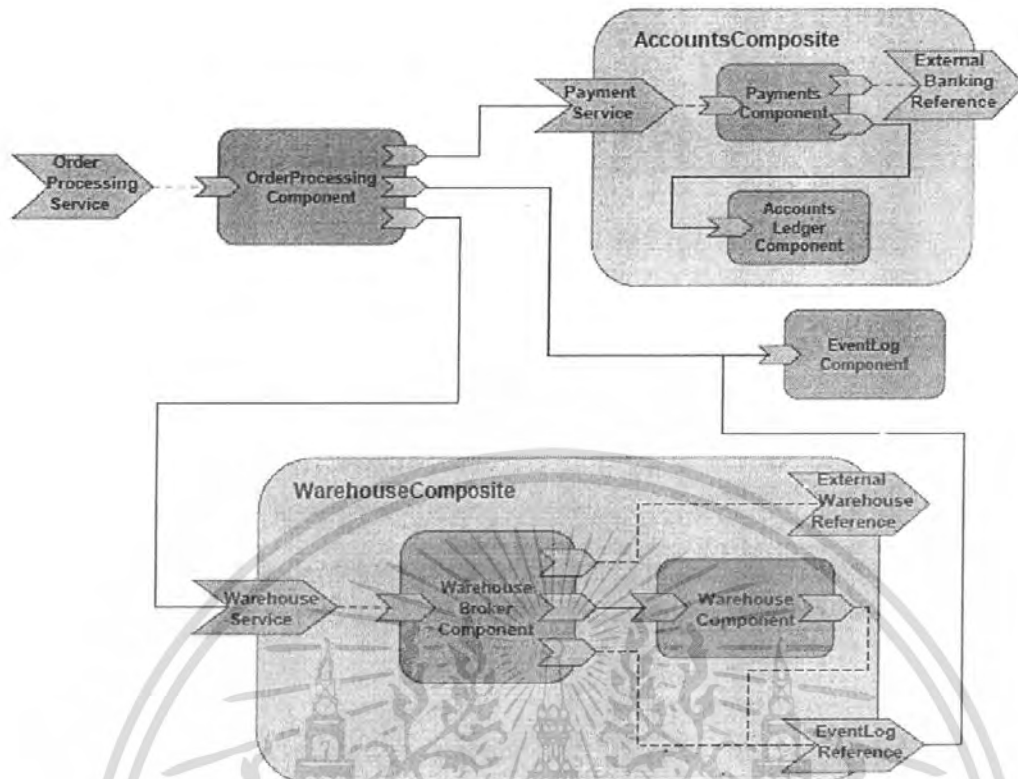 AccountsComposite
External
Banking
Reference
Payment
Service
Payments
Component
Order
Processing
Service
OrderProcessing
Component
Accounts
Ledger
Component
EventLog
Component
WarehouseComposite
External
Warehouse
Reference
Warehouse
Service
Warehouse
Broker
Component
Warehouse
Component
EventLog
Reference